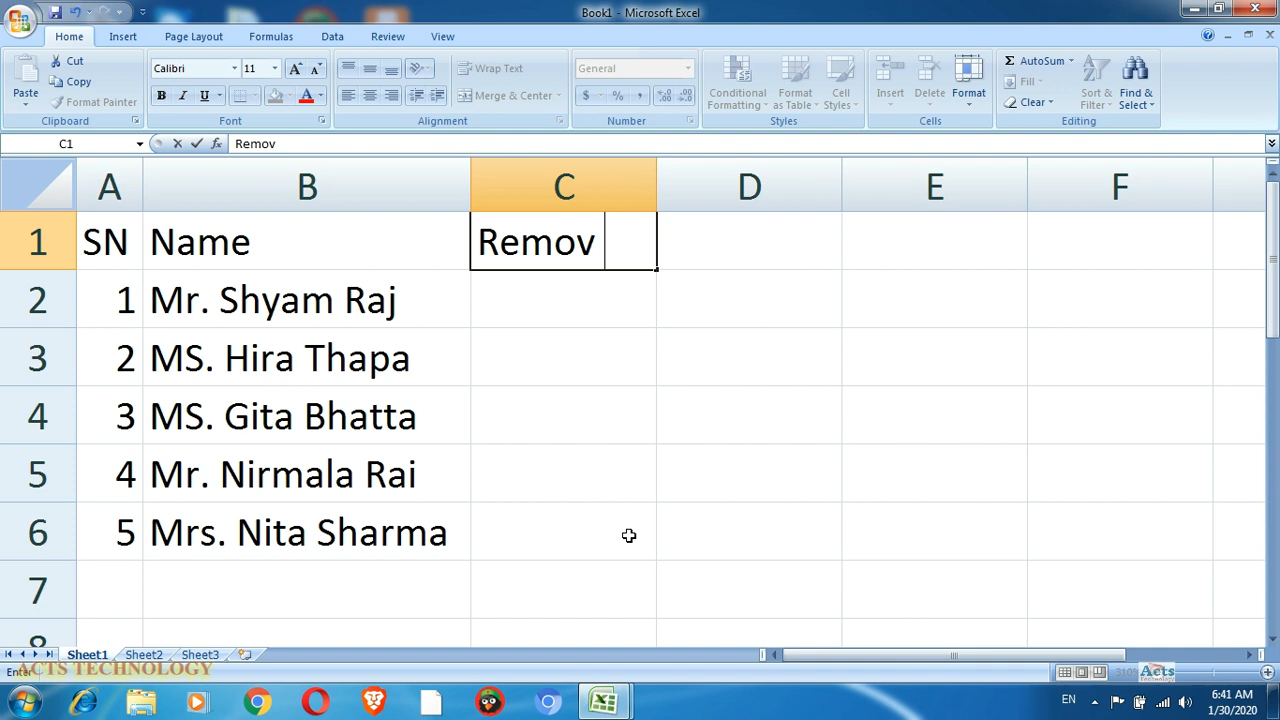 Book1 - Microsoft Excel
Home Insert Page Layout Formulas Data Review View
Cut
Copy
Format Painter
Paste
Clipboard
Calibri 11
B I U
Font
Wrap Text
Merge & Center
Alignment
General
$ % ,
Number
Conditional Formatting
Format as Table
Cell Styles
Styles
Insert Delete Format
Cells
AutoSum
Fill
Clear
Sort & Filter
Find & Select
Editing
C1 fx Remov
A B C D E F
1 SN Name Remov
2 1 Mr. Shyam Raj
3 2 MS. Hira Thapa
4 3 MS. Gita Bhatta
5 4 Mr. Nirmala Rai
6 5 Mrs. Nita Sharma
7
8
Sheet1 Sheet2 Sheet3
ACTS TECHNOLOGY
Enter
Acts
EN 6:41 AM
1/30/2020